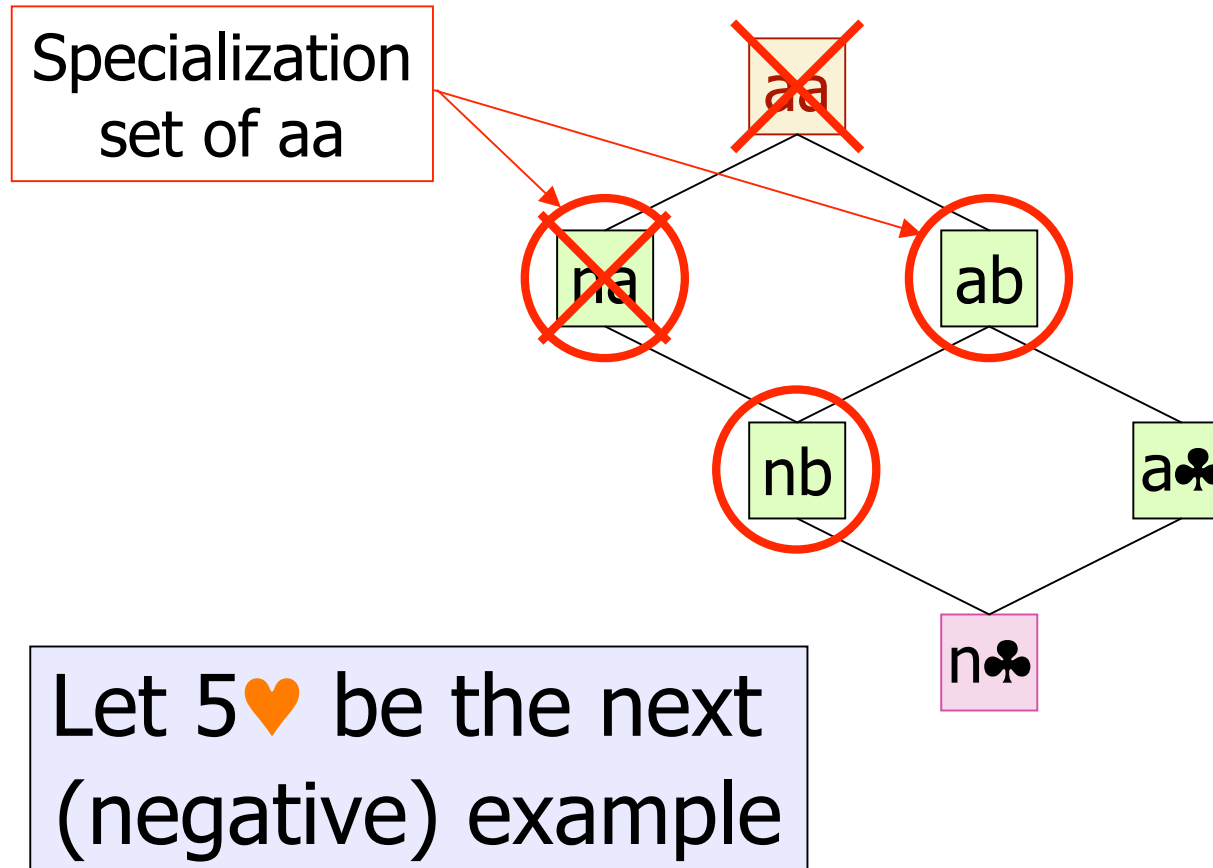 Specialization
set of aa
aa
na
ab
nb
a♣
n♣
Let 5♥ be the next
(negative) example